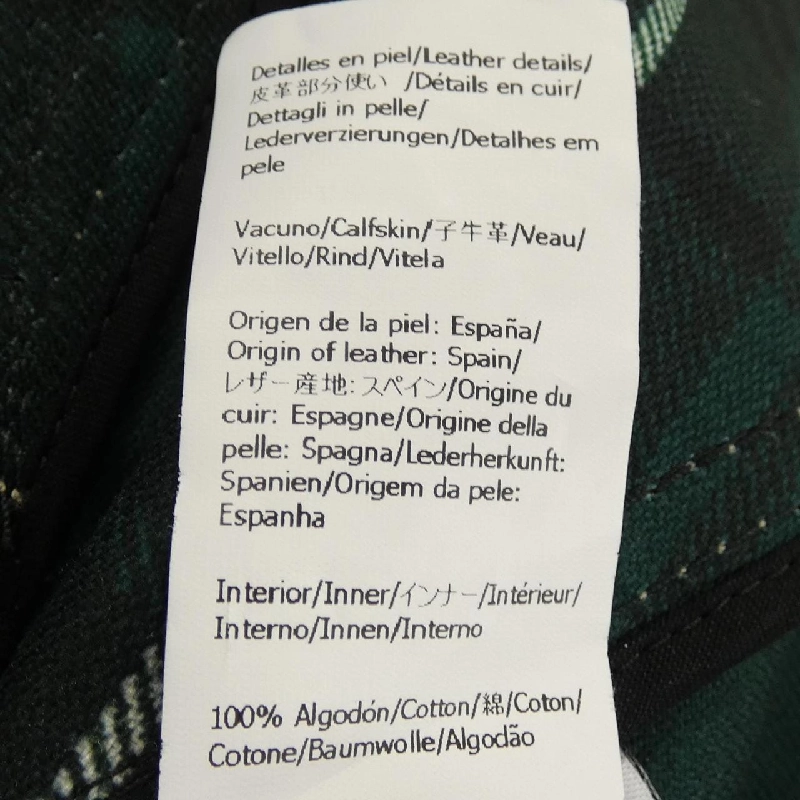 Detalles en piel/Leather details/
皮革部分使い /Détails en cuir/
Dettagli in pelle/
Lederverzierungen/Detalhes em
pele
Vacuno/Calfskin/子牛革/Veau/
Vitello/Rind/Vitela
Origen de la piel: España/
Origin of leather: Spain/
レザー産地: スペイン/Origine du
cuir: Espagne/Origine della
pelle: Spagna/Lederherkunft:
Spanien/Origem da pele:
Espanha
Interior/Inner/インナー/Intérieur/
Interno/Innen/Interno
100% Algodón/Cotton/綿/Coton/
Cotone/Baumwolle/Algodão